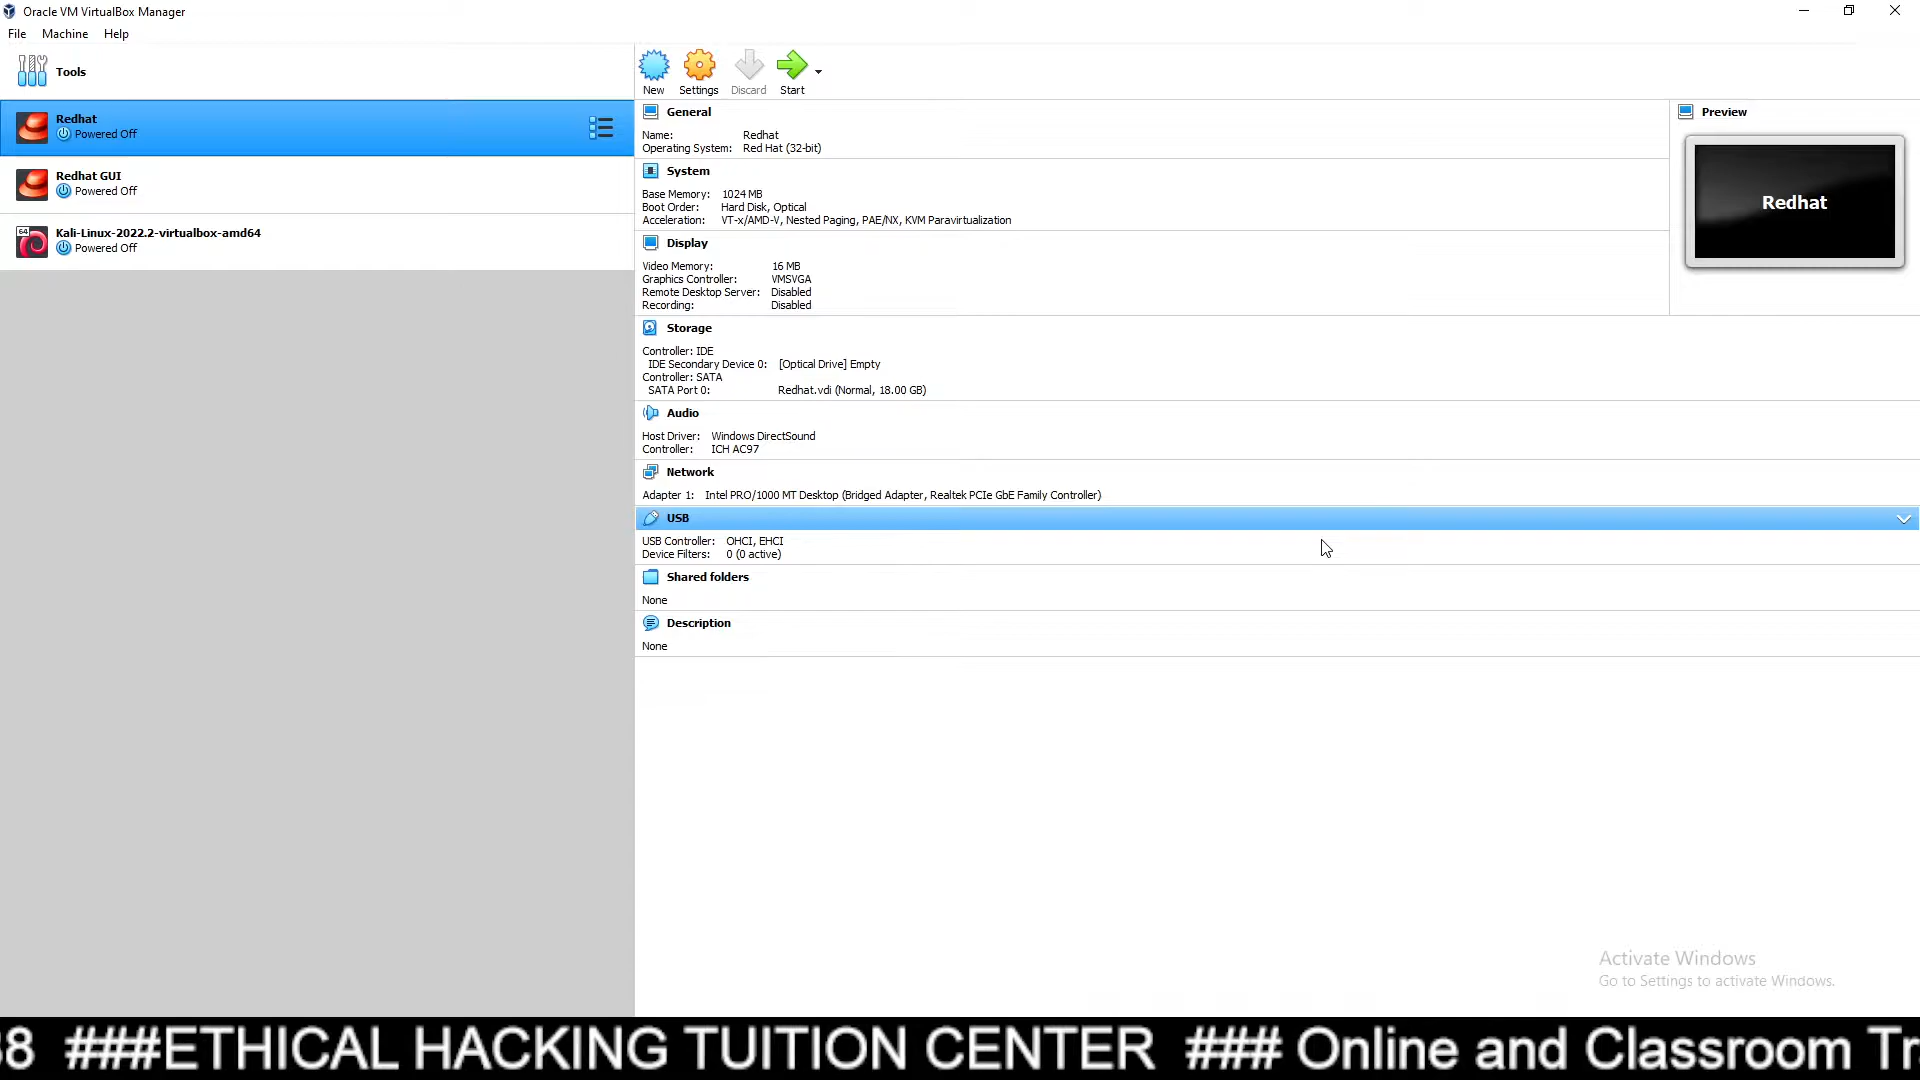 Oracle VM VirtualBox Manager
File Machine Help
Tools
New Settings Discard Start
Redhat
Powered Off
Redhat GUI
Powered Off
64
Kali-Linux-2022.2-virtualbox-amd64
Powered Off
General
Name: Redhat
Operating System: Red Hat (32-bit)
System
Base Memory: 1024 MB
Boot Order: Hard Disk, Optical
Acceleration: VT-x/AMD-V, Nested Paging, PAE/NX, KVM Paravirtualization
Display
Video Memory: 16 MB
Graphics Controller: VMSVGA
Remote Desktop Server: Disabled
Recording: Disabled
Storage
Controller: IDE
IDE Secondary Device 0: [Optical Drive] Empty
Controller: SATA
SATA Port 0: Redhat.vdi (Normal, 18.00 GB)
Audio
Host Driver: Windows DirectSound
Controller: ICH AC97
Network
Adapter 1: Intel PRO/1000 MT Desktop (Bridged Adapter, Realtek PCIe GbE Family Controller)
USB
USB Controller: OHCI, EHCI
Device Filters: 0 (0 active)
Shared folders
None
Description
None
Preview
Redhat
Activate Windows
Go to Settings to activate Windows.
38 ###ETHICAL HACKING TUITION CENTER ### Online and Classroom Tr